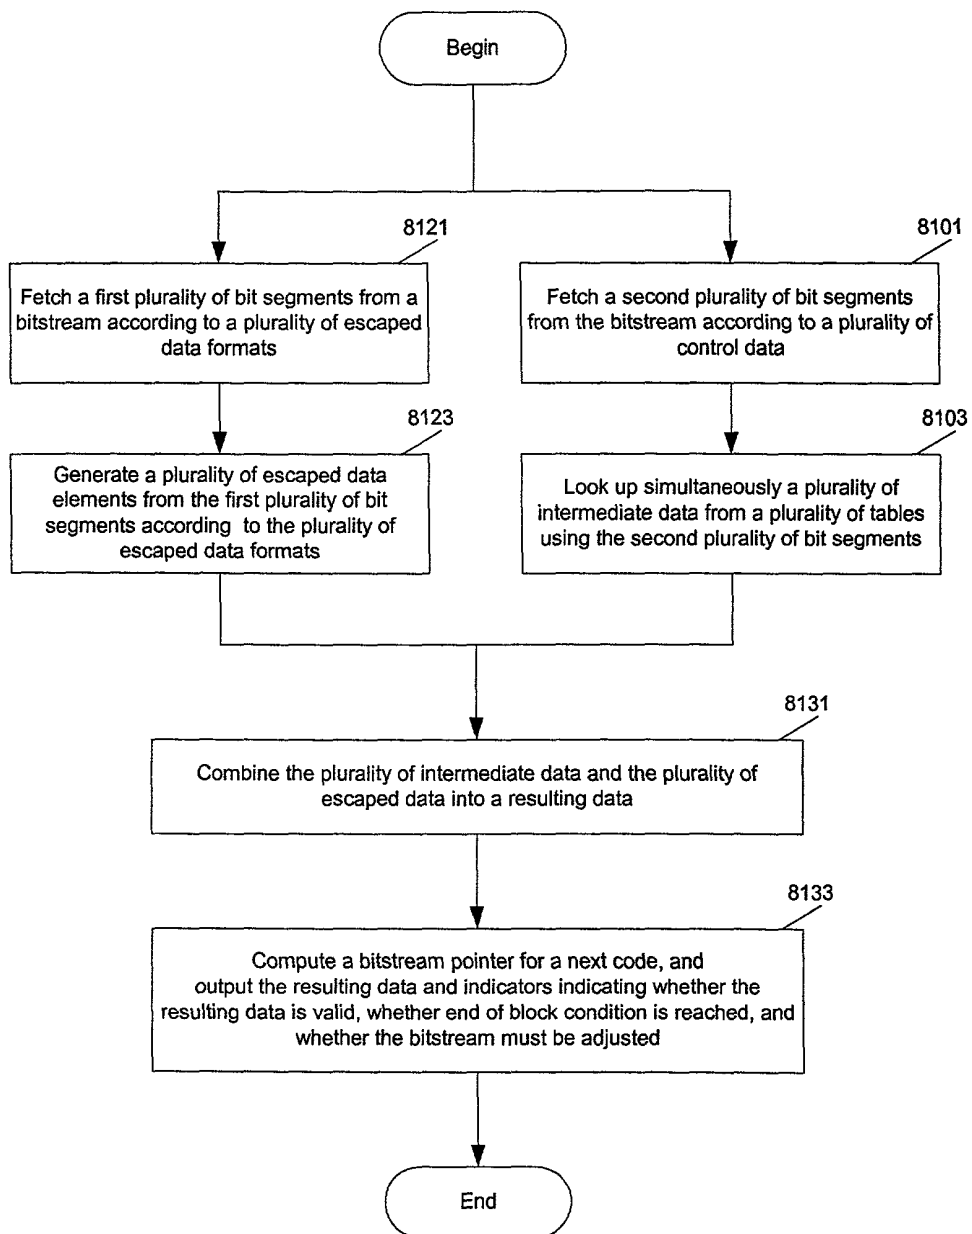 Begin
8121
Fetch a first plurality of bit segments from a
bitstream according to a plurality of escaped
data formats
8101
Fetch a second plurality of bit segments
from the bitstream according to a plurality of
control data
8123
Generate a plurality of escaped data
elements from the first plurality of bit
segments according to the plurality of
escaped data formats
8103
Look up simultaneously a plurality of
intermediate data from a plurality of tables
using the second plurality of bit segments
8131
Combine the plurality of intermediate data and the plurality of
escaped data into a resulting data
8133
Compute a bitstream pointer for a next code, and
output the resulting data and indicators indicating whether the
resulting data is valid, whether end of block condition is reached, and
whether the bitstream must be adjusted
End